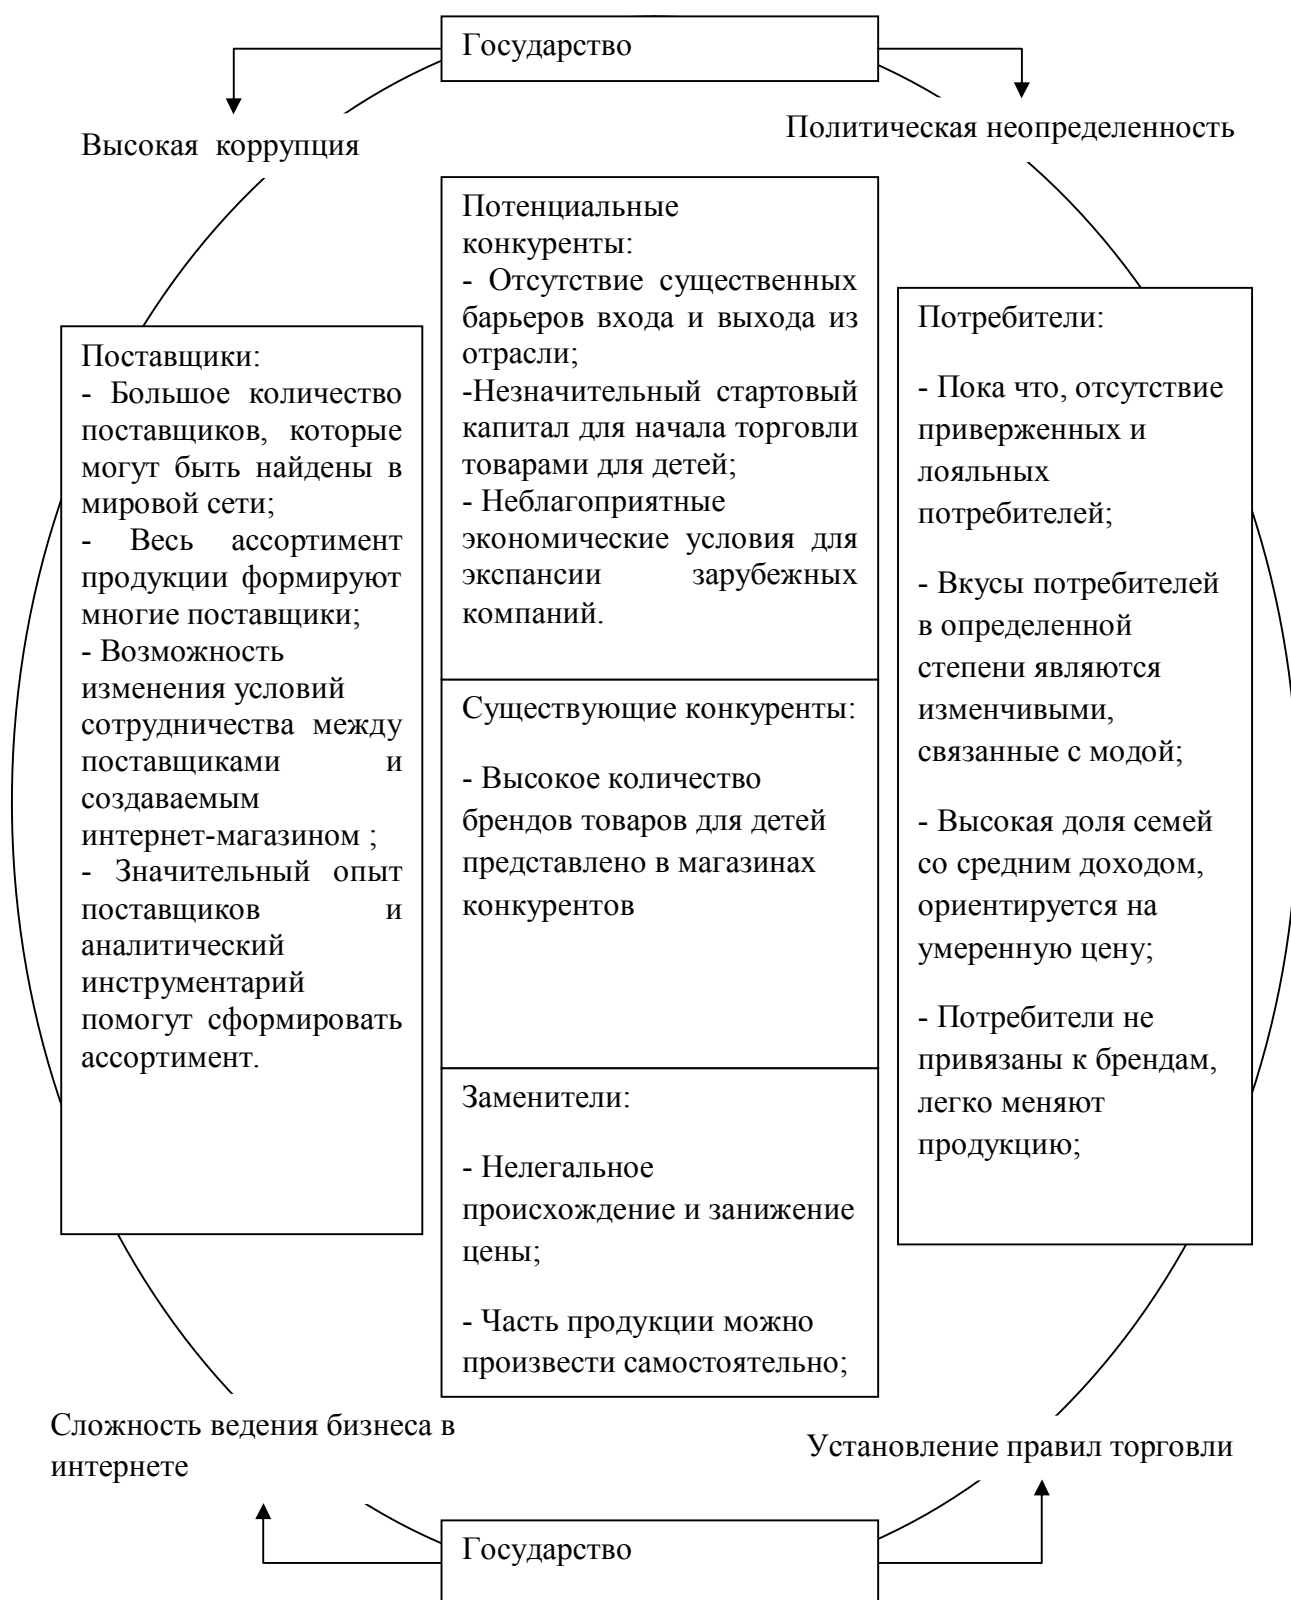 Государство
Высокая коррупция
Политическая неопределенность
Потенциальные
конкуренты:
- Отсутствие существенных
барьеров входа и выхода из
отрасли;
-Незначительный стартовый
капитал для начала торговли
товарами для детей;
- Неблагоприятные
экономические условия для
экспансии зарубежных
компаний.
Поставщики:
- Большое количество
поставщиков, которые
могут быть найдены в
мировой сети;
- Весь ассортимент
продукции формируют
многие поставщики;
- Возможность
изменения условий
сотрудничества между
поставщиками и
создаваемым
интернет-магазином ;
- Значительный опыт
поставщиков и
аналитический
инструментарий
помогут сформировать
ассортимент.
Существующие конкуренты:
- Высокое количество
брендов товаров для детей
представлено в магазинах
конкурентов
Потребители:
- Пока что, отсутствие
приверженных и
лояльных
потребителей;
- Вкусы потребителей
в определенной
степени являются
изменчивыми,
связанные с модой;
- Высокая доля семей
со средним доходом,
ориентируется на
умеренную цену;
- Потребители не
привязаны к брендам,
легко меняют
продукцию;
Заменители:
- Нелегальное
происхождение и занижение
цены;
- Часть продукции можно
произвести самостоятельно;
Сложность ведения бизнеса в
интернете
Установление правил торговли
Государство